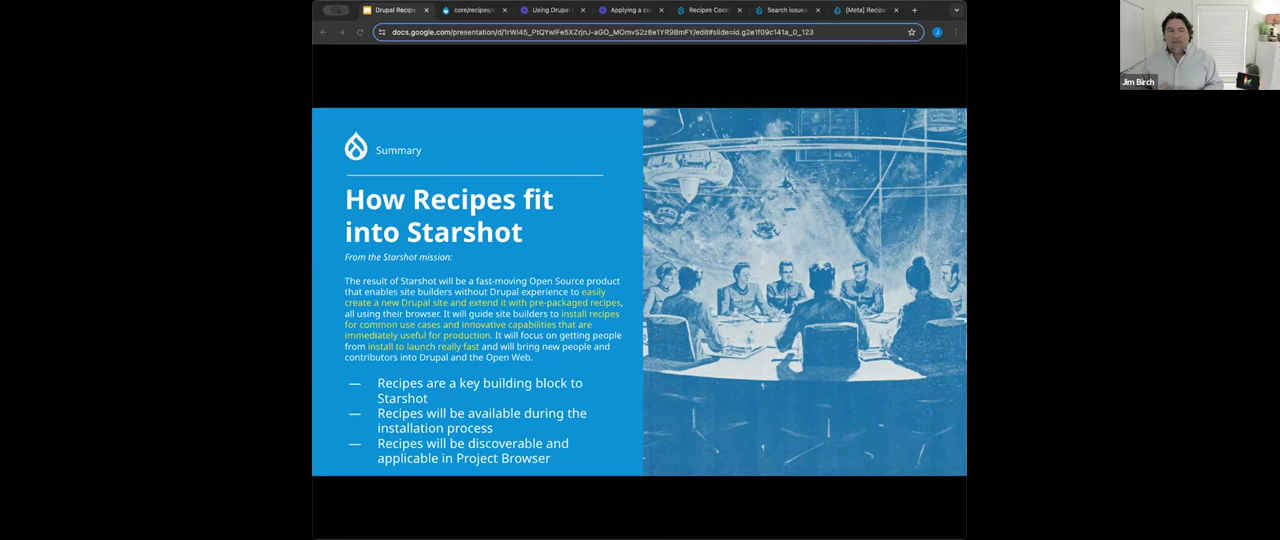 Drupal Recipe
core/recipes/
Using Drupal
Applying a co
Recipes Cook
Search issues
[Meta] Recipe
docs.google.com/presentation/d/1rWi45_PtQYwIFe5XZrjnJ-aGO_MOmvS2z8e1YR9BmFY/edit#slide=id.g2e1f09c141a_0_123
J
Jim Birch
Summary
How Recipes fit
into Starshot
From the Starshot mission:
The result of Starshot will be a fast-moving Open Source product
that enables site builders without Drupal experience to easily
create a new Drupal site and extend it with pre-packaged recipes,
all using their browser. It will guide site builders to install recipes
for common use cases and innovative capabilities that are
immediately useful for production. It will focus on getting people
from install to launch really fast and will bring new people and
contributors into Drupal and the Open Web.
— Recipes are a key building block to
Starshot
— Recipes will be available during the
installation process
— Recipes will be discoverable and
applicable in Project Browser